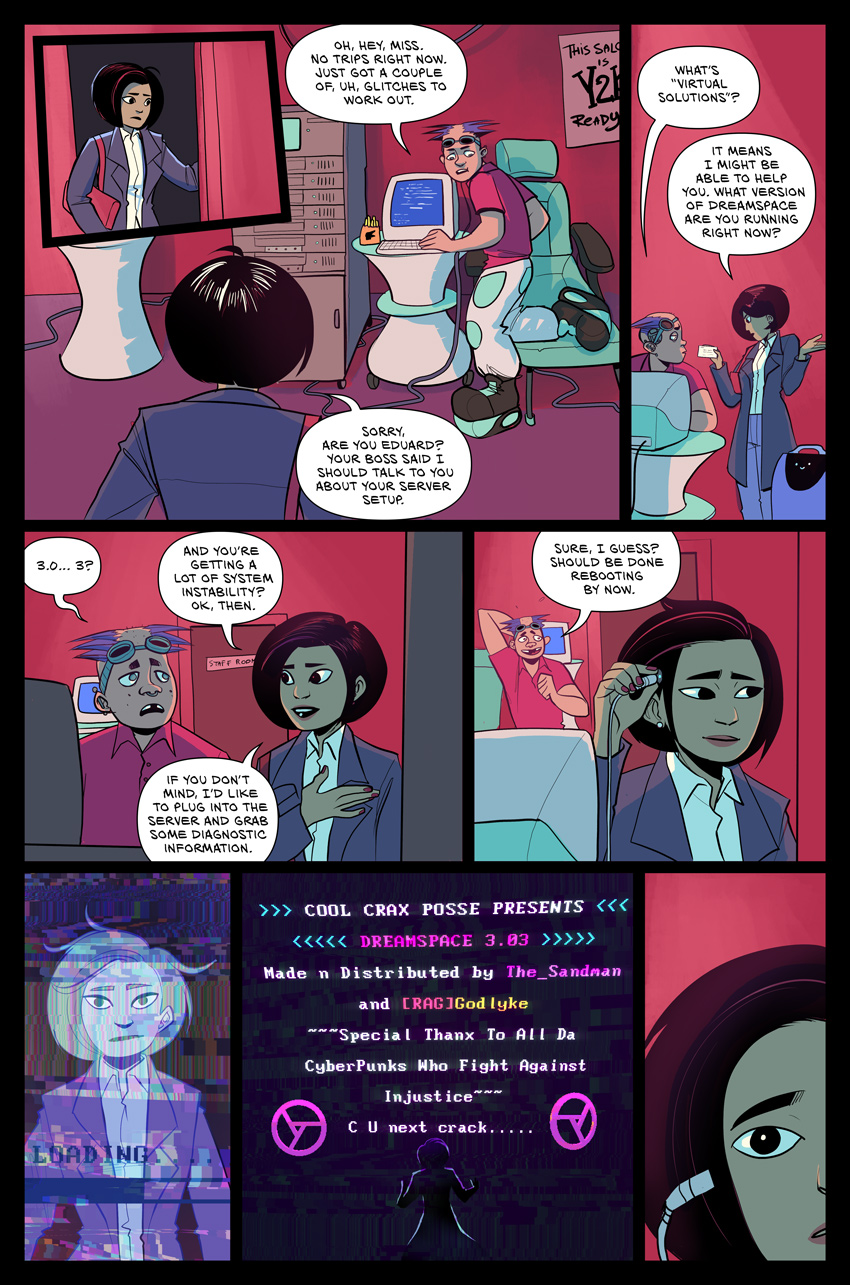 OH, HEY, MISS.
NO TRIPS RIGHT NOW.
JUST GOT A COUPLE
OF, UH, GLITCHES TO
WORK OUT.
THIS SALO
IS
Y2K
READY
SORRY,
ARE YOU EDUARD?
YOUR BOSS SAID I
SHOULD TALK TO YOU
ABOUT YOUR SERVER
SETUP.
WHAT'S
"VIRTUAL
SOLUTIONS"?
IT MEANS
I MIGHT BE
ABLE TO HELP
YOU. WHAT VERSION
OF DREAMSPACE
ARE YOU RUNNING
RIGHT NOW?
3.0... 3?
AND YOU'RE
GETTING A
LOT OF SYSTEM
INSTABILITY?
OK, THEN.
STAFF ROOM
IF YOU DON'T
MIND, I'D LIKE
TO PLUG INTO THE
SERVER AND GRAB
SOME DIAGNOSTIC
INFORMATION.
SURE, I GUESS?
SHOULD BE DONE
REBOOTING
BY NOW.
LOADING....
>>> COOL CRAX POSSE PRESENTS <<<
<<<<< DREAMSPACE 3.03 >>>>>
Made n Distributed by The_Sandman
and [RAG]Godlyke
~~~Special Thanx To All Da
CyberPunks Who Fight Against
Injustice~~~
C U next crack.....